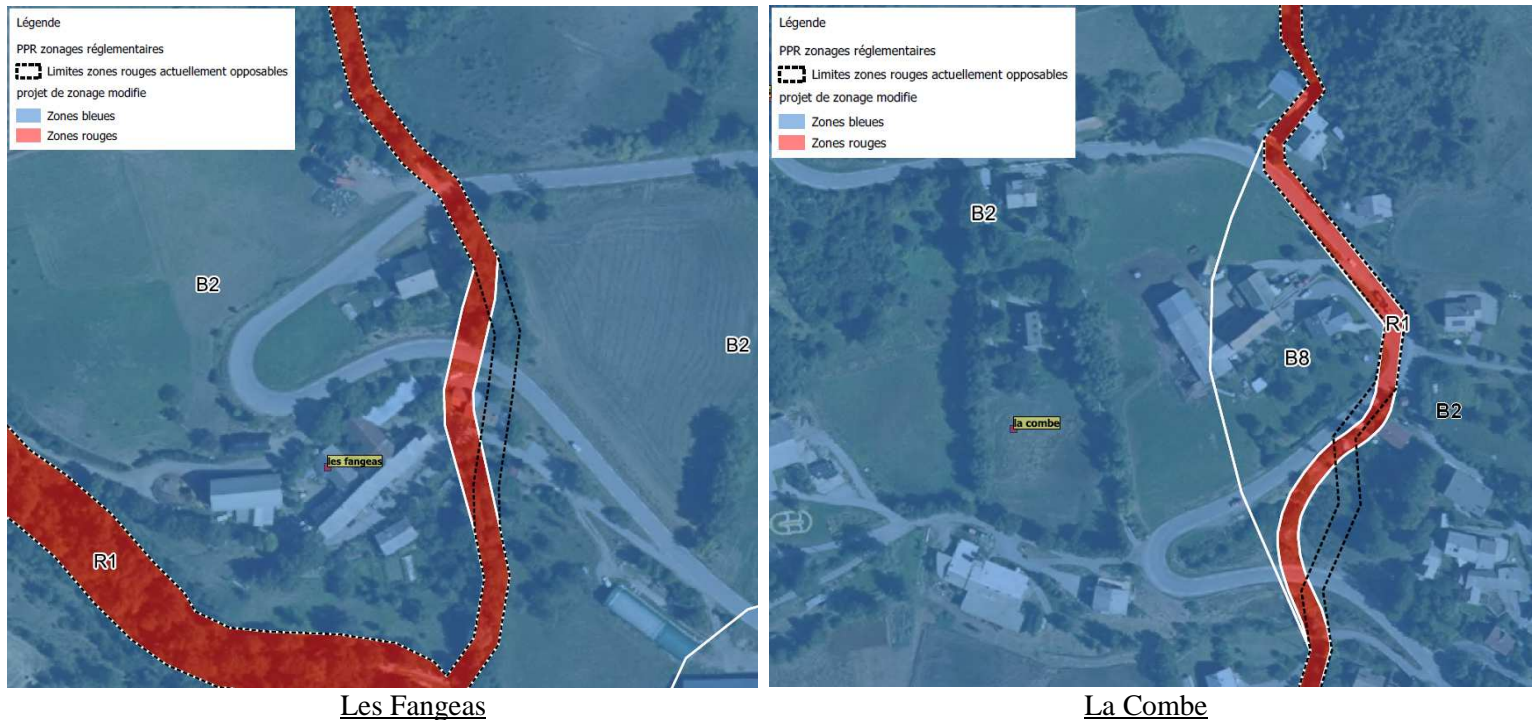 Légende
PPR zonages réglementaires
Limites zones rouges actuellement opposables
projet de zonage modifie
Zones bleues
Zones rouges
B2
B2
les fangeas
R1
Les Fangeas
Légende
PPR zonages réglementaires
Limites zones rouges actuellement opposables
projet de zonage modifie
Zones bleues
Zones rouges
B2
R1
B8
B2
la combe
La Combe